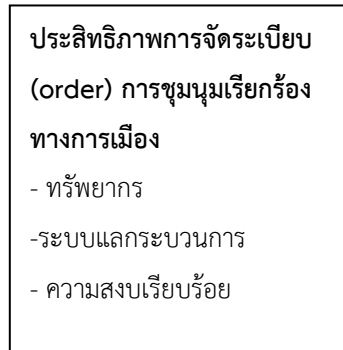 ประสิทธิภาพการจัดระเบียบ
(order) การชุมนุมเรียกร้อง
ทางการเมือง
- ทรัพยากร
-ระบบแลกระบวนการ
- ความสงบเรียบร้อย